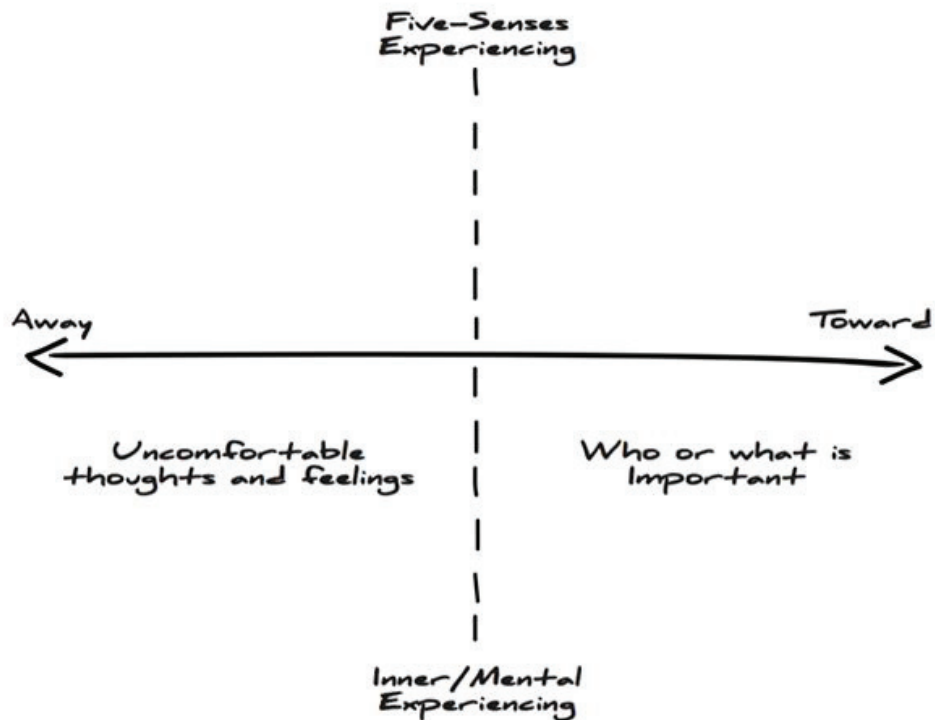 Five-Senses
Experiencing
Away
Toward
Uncomfortable
thoughts and feelings
Who or what is
Important
Inner/Mental
Experiencing